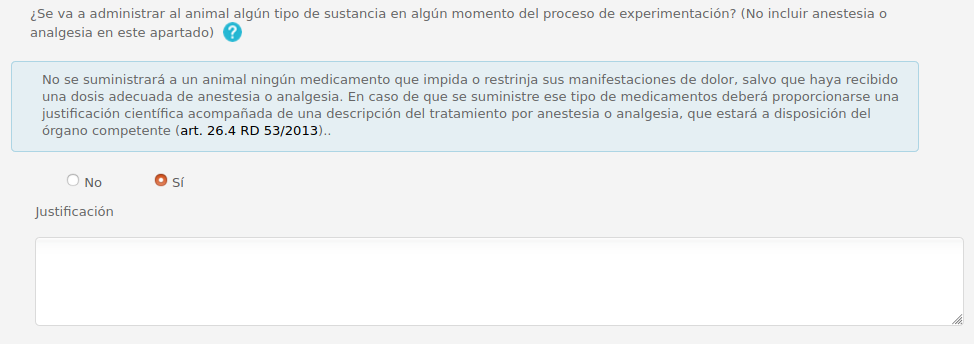 ¿Se va a administrar al animal algún tipo de sustancia en algún momento del proceso de experimentación? (No incluir anestesia o
analgesia en este apartado) ?
No se suministrará a un animal ningún medicamento que impida o restrinja sus manifestaciones de dolor, salvo que haya recibido
una dosis adecuada de anestesia o analgesia. En caso de que se suministre ese tipo de medicamentos deberá proporcionarse una
justificación científica acompañada de una descripción del tratamiento por anestesia o analgesia, que estará a disposición del
órgano competente (art. 26.4 RD 53/2013)..
No Sí
Justificación